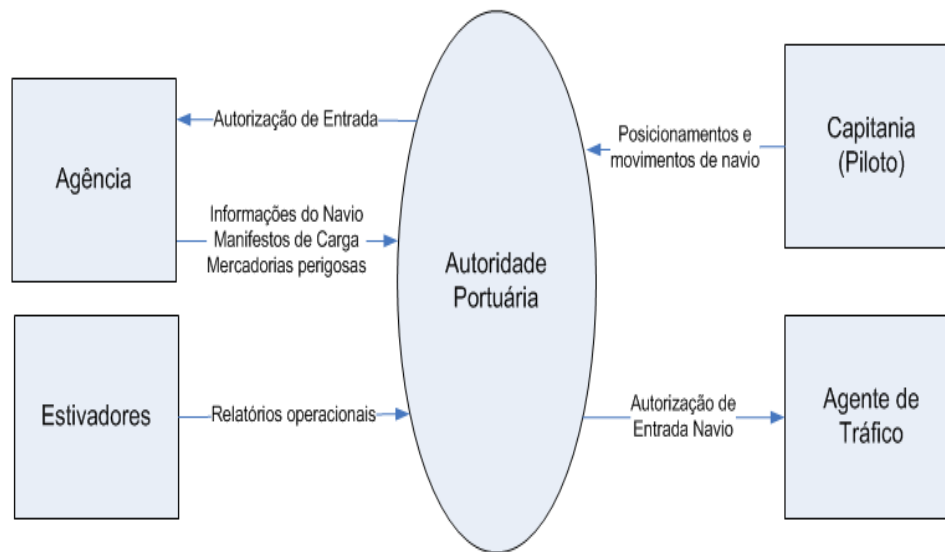 Agência
Autorização de Entrada
Informações do Navio
Manifestos de Carga
Mercadorias perigosas
Estivadores
Relatórios operacionais
Autoridade
Portuária
Posicionamentos e
movimentos de navio
Capitania
(Piloto)
Autorização de
Entrada Navio
Agente de
Tráfico